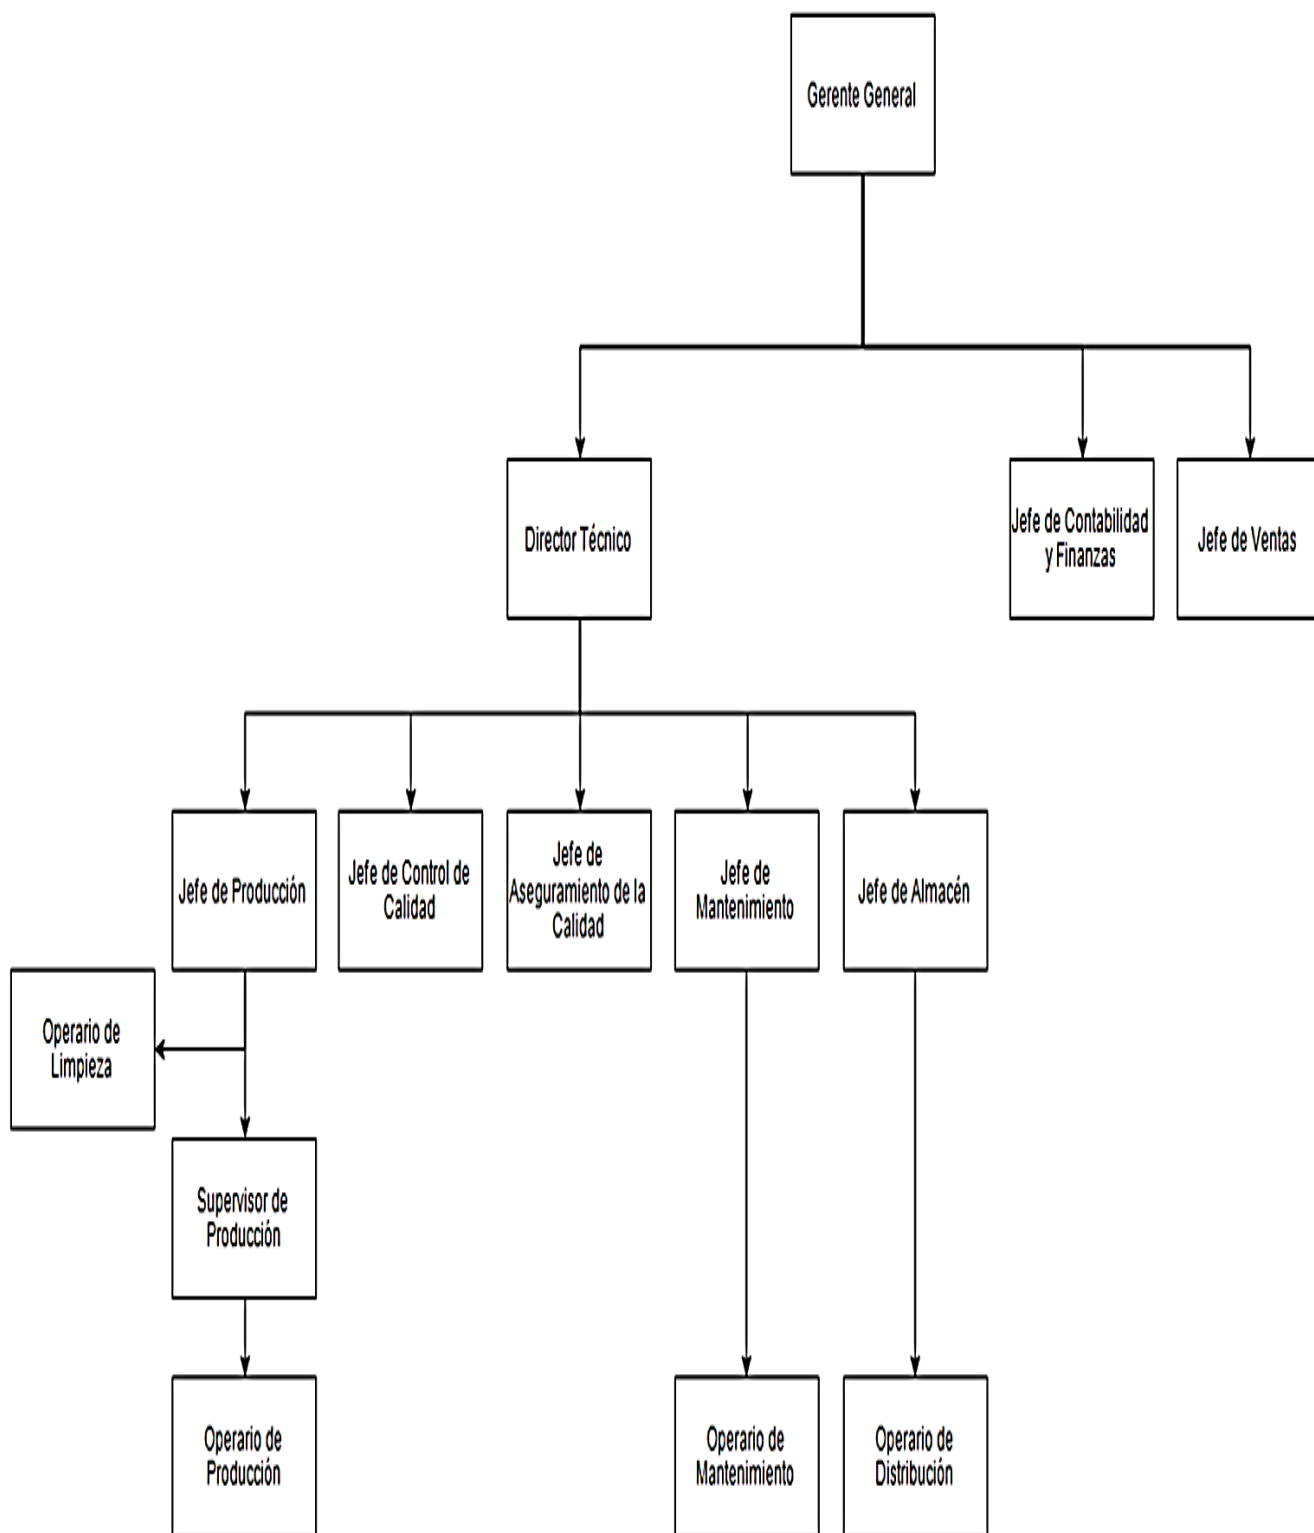 Gerente General
Director Técnico
Jefe de Contabilidad
y Finanzas
Jefe de Ventas
Jefe de Producción
Jefe de Control de
Calidad
Jefe de
Aseguramiento de la
Calidad
Jefe de
Mantenimiento
Jefe de Almacén
Operario de
Limpieza
Supervisor de
Producción
Operario de
Producción
Operario de
Mantenimiento
Operario de
Distribución